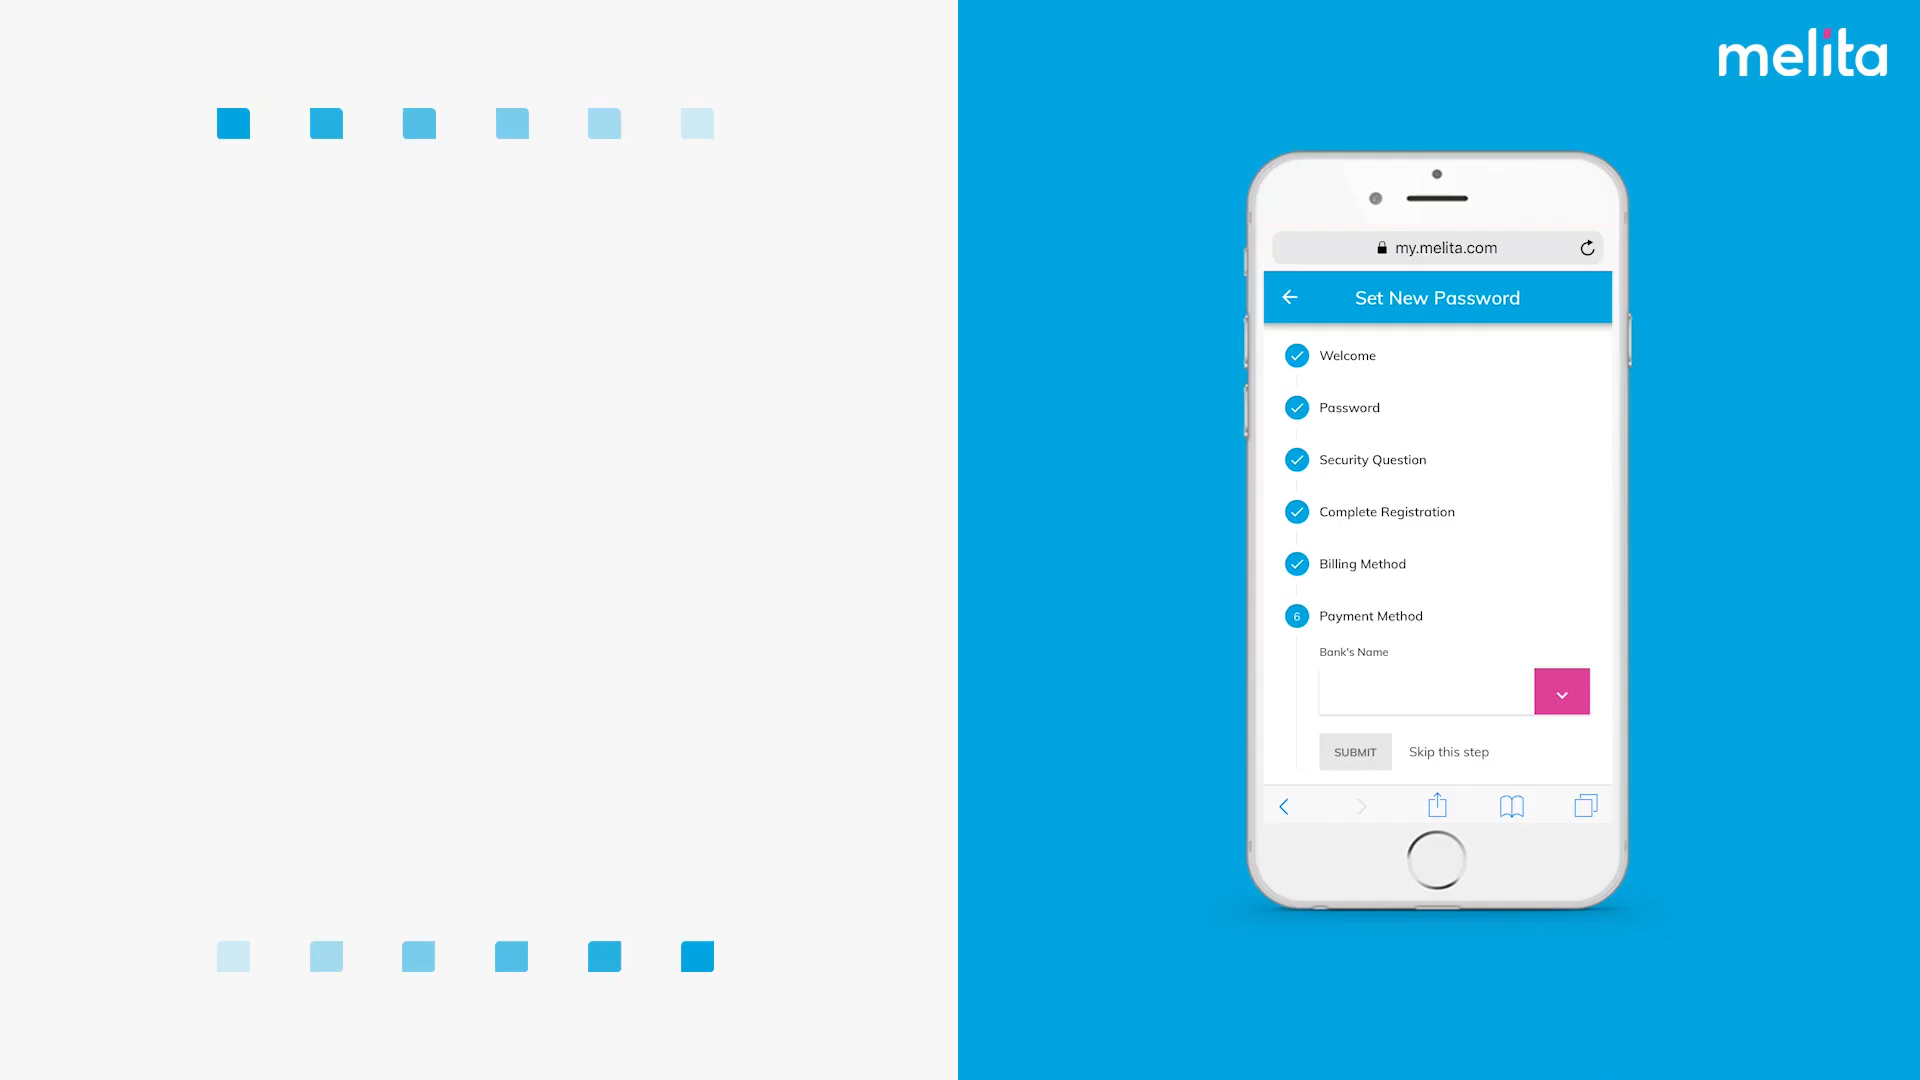 melita
my.melita.com
Set New Password
Welcome
Password
Security Question
Complete Registration
Billing Method
6 Payment Method
Bank's Name
SUBMIT Skip this step